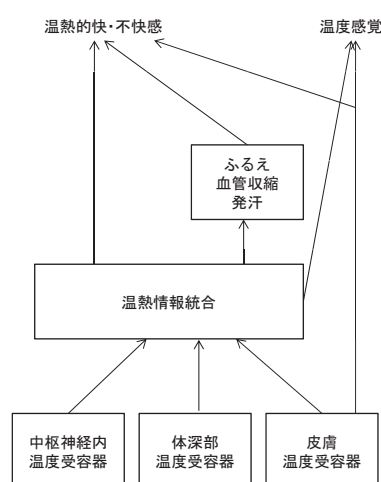 温熱的快・不快感
温度感覚
ふるえ
血管収縮
発汗
温熱情報統合
中枢神経内
温度受容器
体深部
温度受容器
皮膚
温度受容器